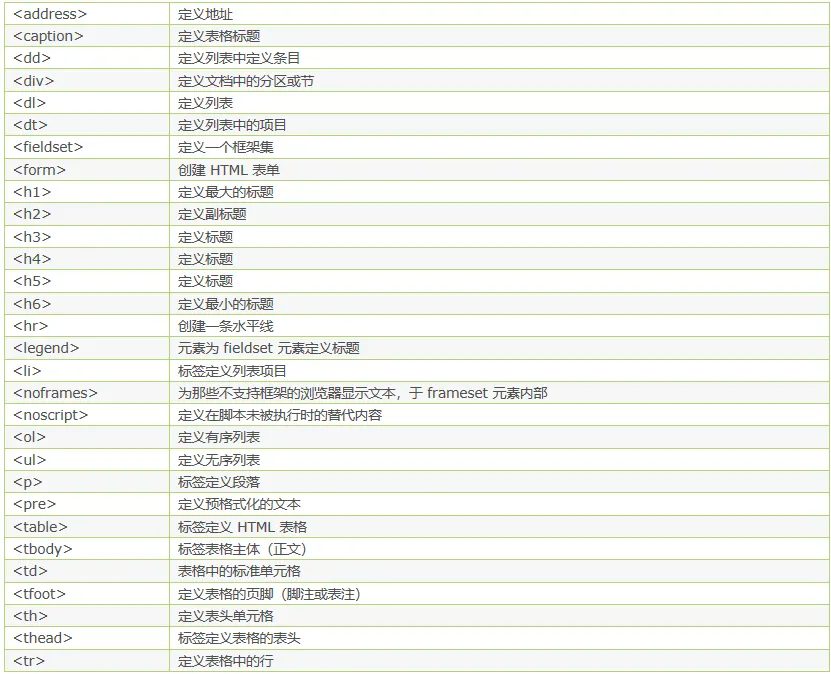 <address> 定义地址
<caption> 定义表格标题
<dd> 定义列表中定义条目
<div> 定义文档中的分区或节
<dl> 定义列表
<dt> 定义列表中的项目
<fieldset> 定义一个框架集
<form> 创建 HTML 表单
<h1> 定义最大的标题
<h2> 定义副标题
<h3> 定义标题
<h4> 定义标题
<h5> 定义标题
<h6> 定义最小的标题
<hr> 创建一条水平线
<legend> 元素为 fieldset 元素定义标题
<li> 标签定义列表项目
<noframes> 为那些不支持框架的浏览器显示文本，于 frameset 元素内部
<noscript> 定义在脚本未被执行时的替代内容
<ol> 定义有序列表
<ul> 定义无序列表
<p> 标签定义段落
<pre> 定义预格式化的文本
<table> 标签定义 HTML 表格
<tbody> 标签表格主体（正文）
<td> 表格中的标准单元格
<tfoot> 定义表格的页脚（脚注或表注）
<th> 定义表头单元格
<thead> 标签定义表格的表头
<tr> 定义表格中的行